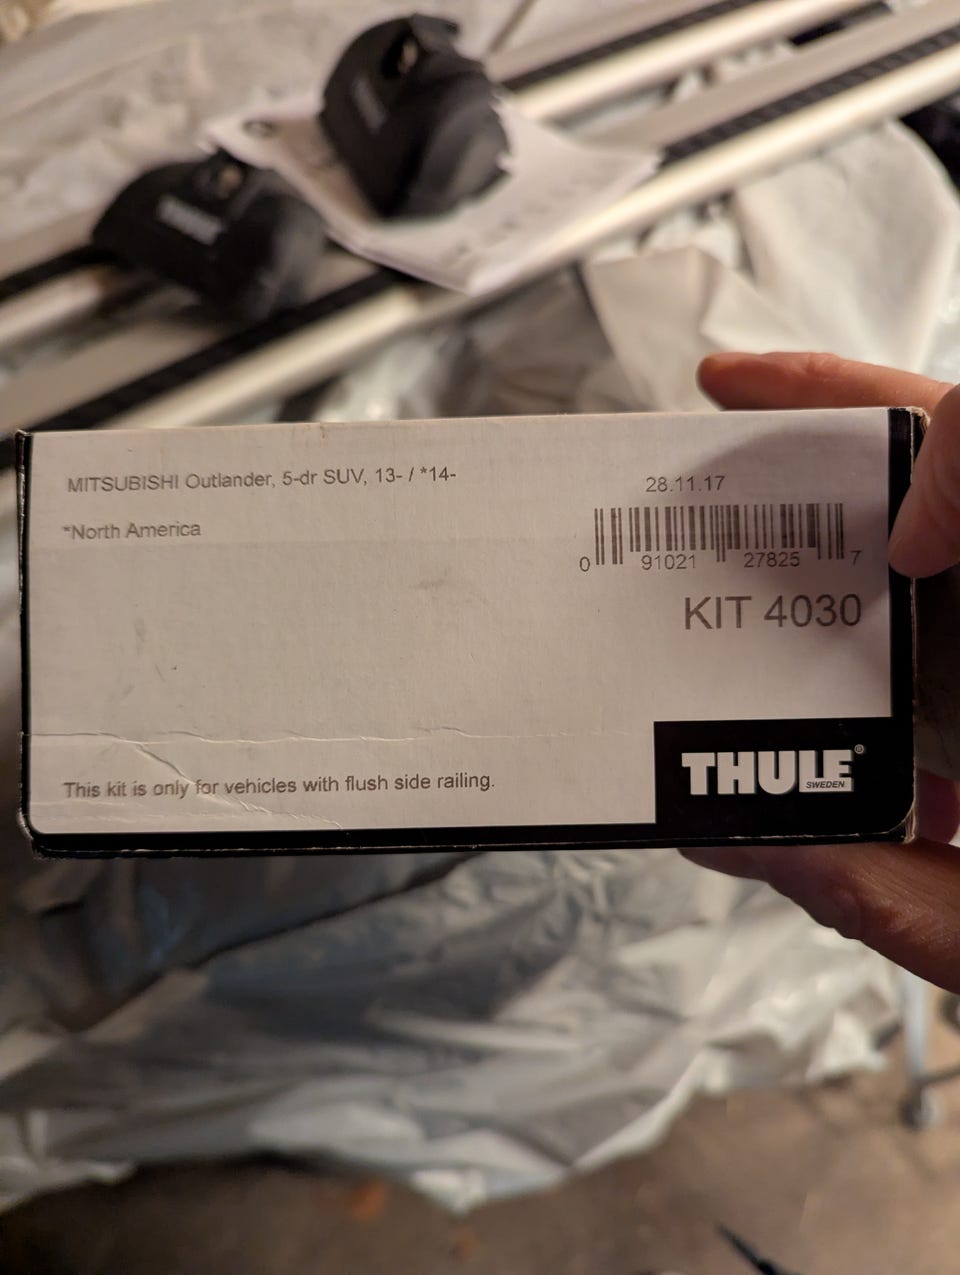 THULE
MITSUBISHI Outlander, 5-dr SUV, 13- / *14-
*North America
28.11.17
0 91021 27825 7
KIT 4030
This kit is only for vehicles with flush side railing.
THULE®
SWEDEN